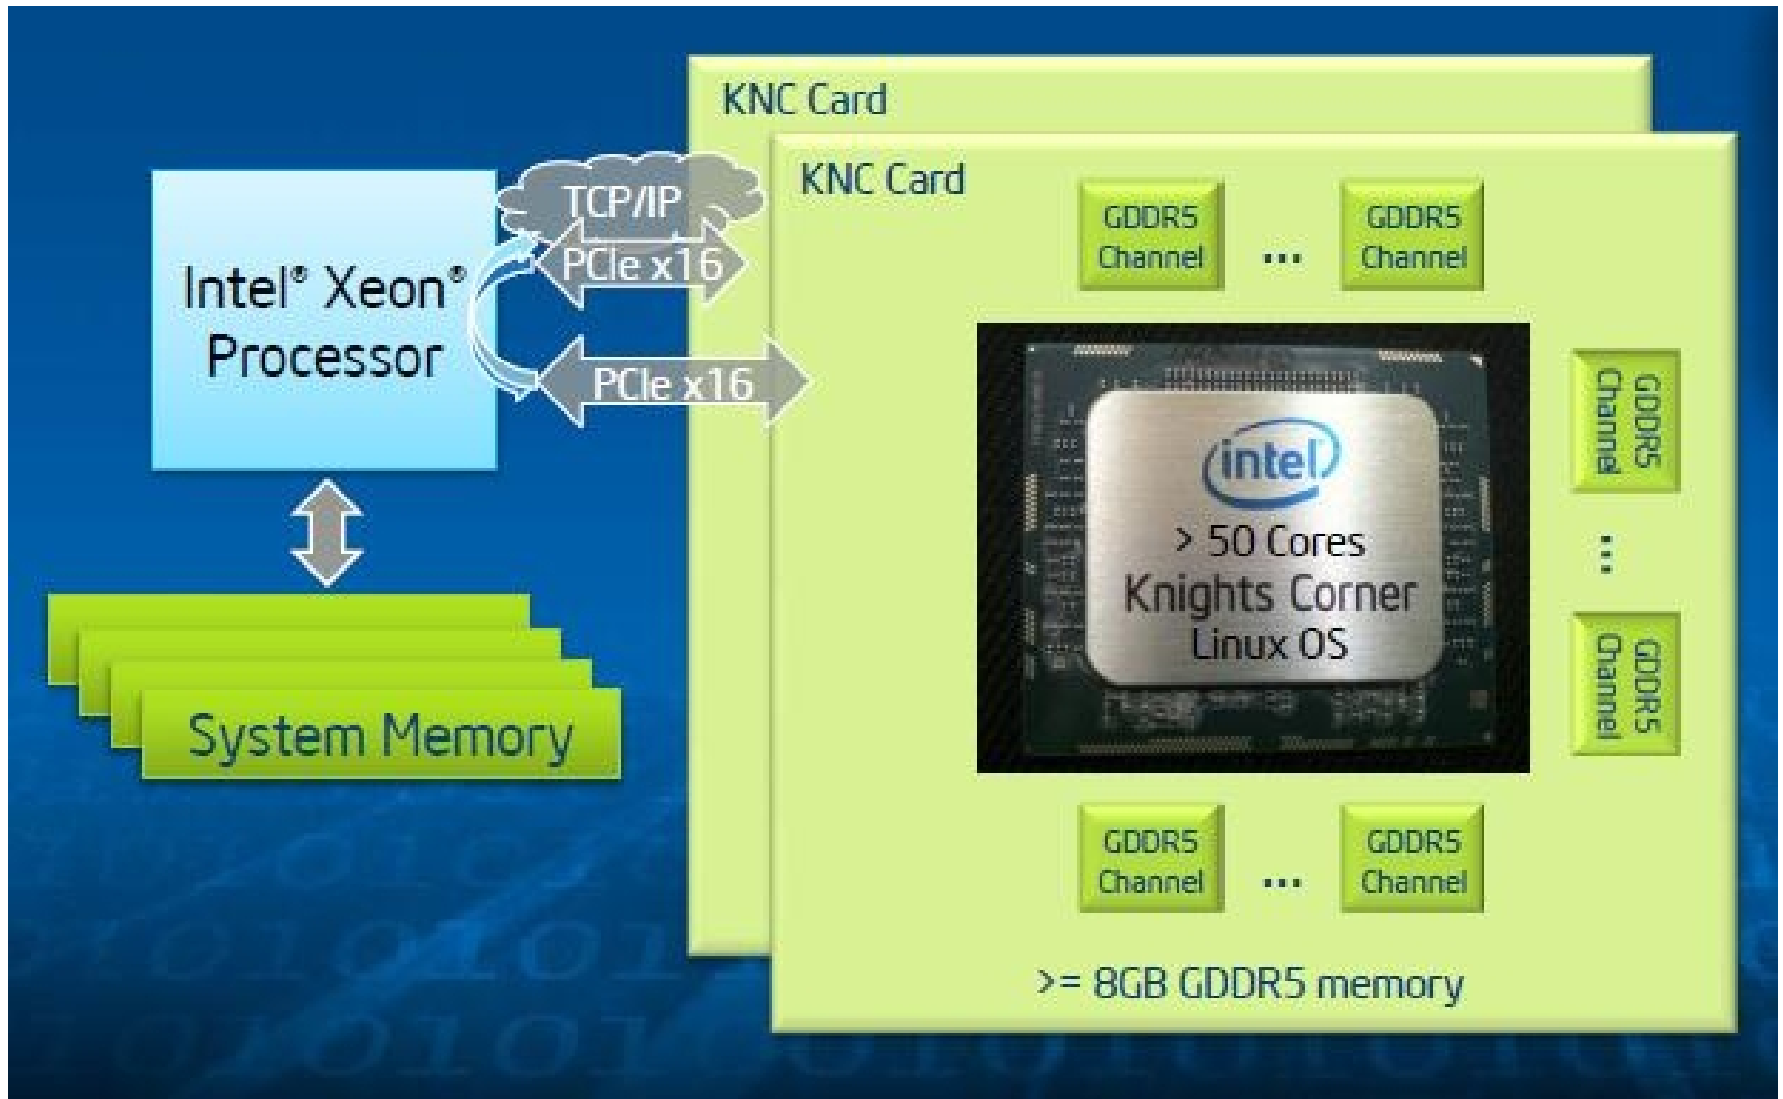 KNC Card
KNC Card
TCP/IP
PCIe x16
PCIe x16
Intel® Xeon®
Processor
System Memory
GDDR5
Channel
...
GDDR5
Channel
GDDR5
Channel
...
GDDR5
Channel
intel
> 50 Cores
Knights Corner
Linux OS
GDDR5
Channel
...
GDDR5
Channel
>= 8GB GDDR5 memory